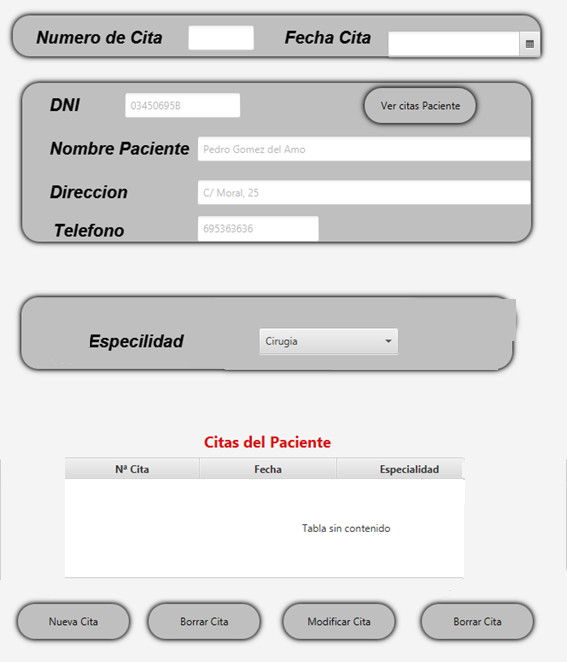 Numero de Cita Fecha Cita
DNI 03450695B Ver citas Paciente
Nombre Paciente Pedro Gomez del Amo
Direccion C/ Moral, 25
Telefono 695363636
Especilidad Cirugia
Citas del Paciente
Nª Cita Fecha Especialidad
Tabla sin contenido
Nueva Cita Borrar Cita Modificar Cita Borrar Cita